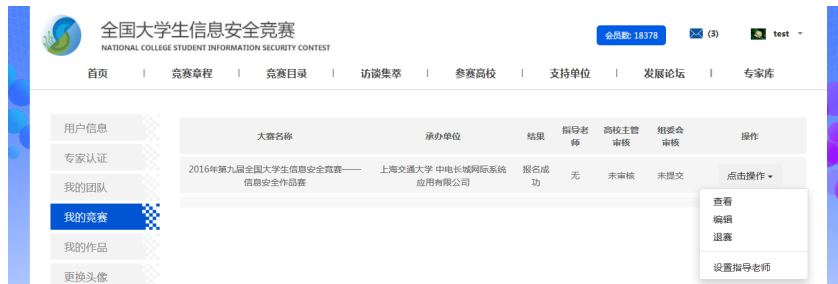 全国大学生信息安全竞赛
NATIONAL COLLEGE STUDENT INFORMATION SECURITY CONTEST
会员数: 18378
(3)
test
首页 | 竞赛章程 | 竞赛目录 | 访谈集萃 | 参赛高校 | 支持单位 | 发展论坛 | 专家库
用户信息
专家认证
我的团队
我的竞赛
我的作品
更换头像
大赛名称 承办单位 结果 指导老 高校主管 组委会 操作
师 审核 审核
2016年第九届全国大学生信息安全竞赛—— 上海交通大学 中电长城网际系统 报名成 无 未审核 未提交 点击操作
信息安全作品赛 应用有限公司 功
查看
编辑
退赛
设置指导老师